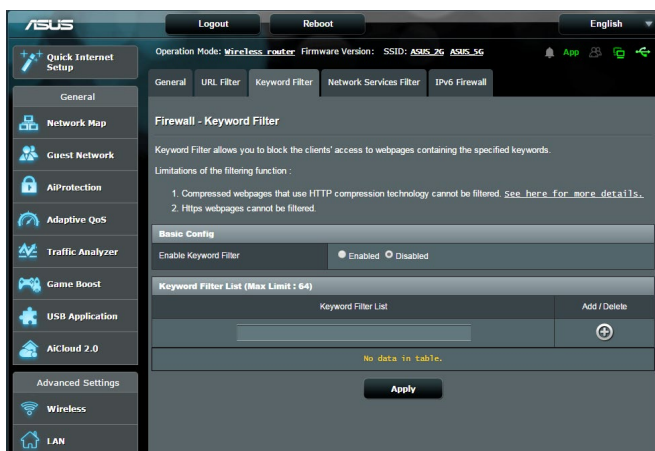 ASUS
Logout
Reboot
English
Quick Internet
Setup
General
Network Map
Guest Network
AiProtection
Adaptive QoS
Traffic Analyzer
Game Boost
USB Application
AiCloud 2.0
Advanced Settings
Wireless
LAN
Operation Mode: Wireless router Firmware Version: SSID: ASUS_2G ASUS_5G
App
General
URL Filter
Keyword Filter
Network Services Filter
IPv6 Firewall
Firewall - Keyword Filter
Keyword Filter allows you to block the clients' access to webpages containing the specified keywords.
Limitations of the filtering function :
1. Compressed webpages that use HTTP compression technology cannot be filtered. See here for more details.
2. Https webpages cannot be filtered.
Basic Config
Enable Keyword Filter
Enabled Disabled
Keyword Filter List (Max Limit : 64)
Keyword Filter List
Add / Delete
No data in table.
Apply